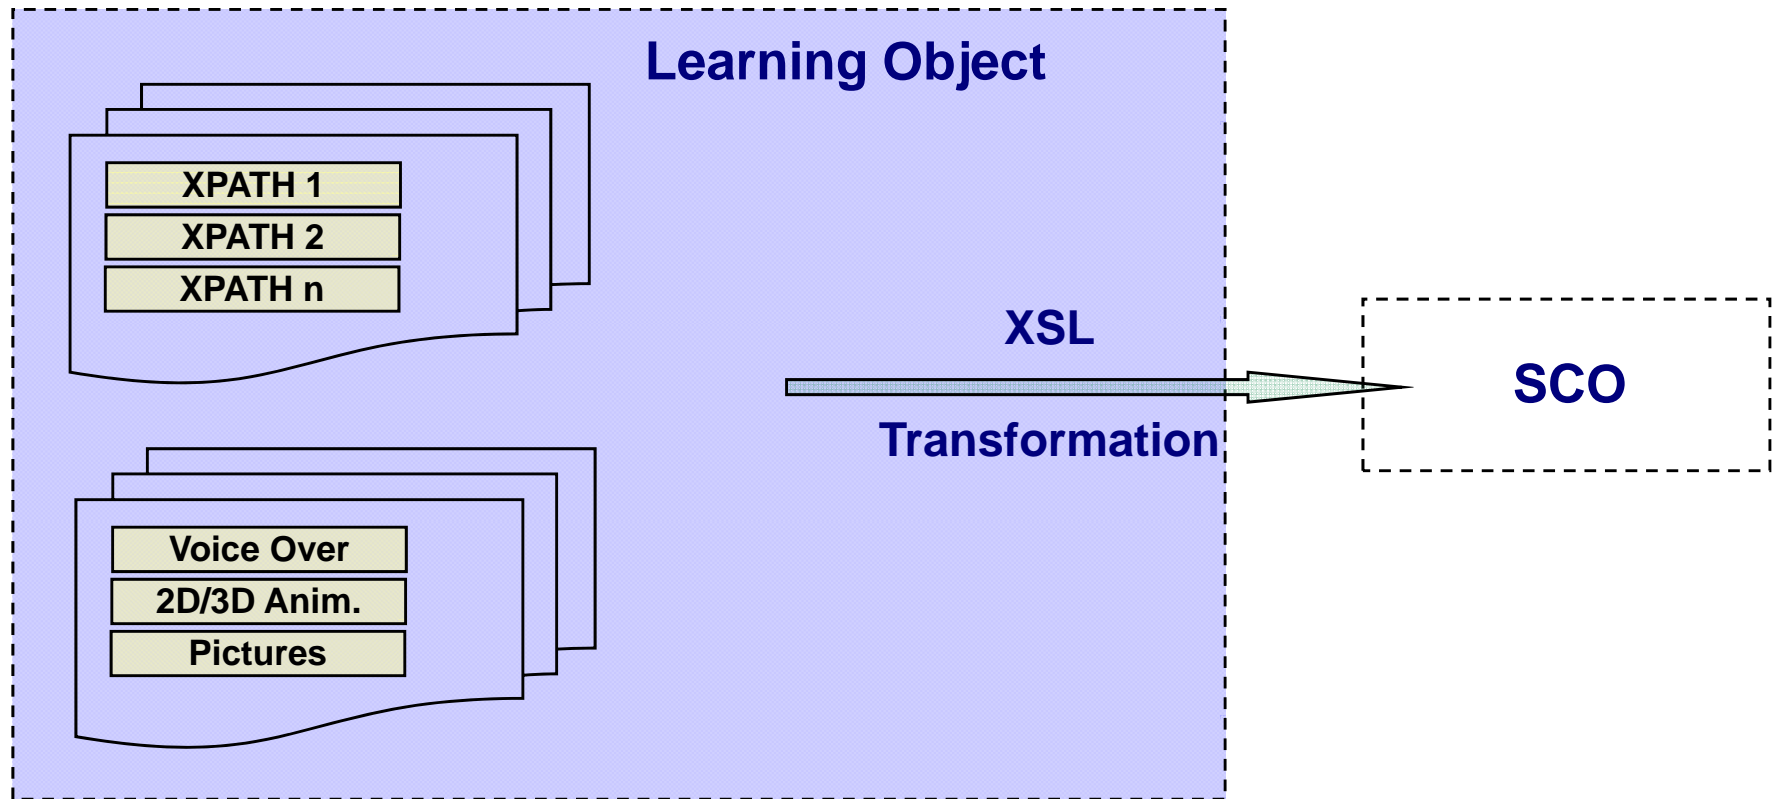 Learning Object
XPATH 1
XPATH 2
XPATH n
XSL
Transformation
SCO
Voice Over
2D/3D Anim.
Pictures